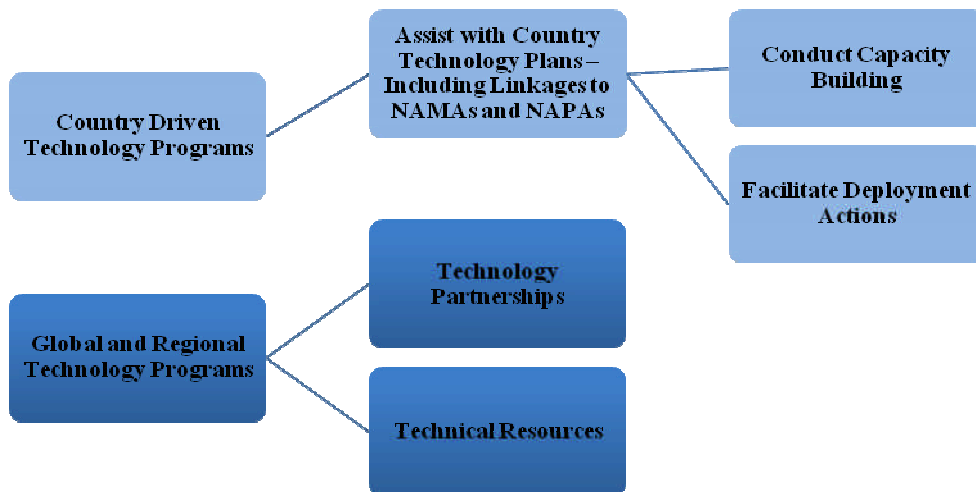 Country Driven
Technology Programs
Assist with Country
Technology Plans –
Including Linkages to
NAMAs and NAPAs
Conduct Capacity
Building
Facilitate Deployment
Actions
Global and Regional
Technology Programs
Technology
Partnerships
Technical Resources